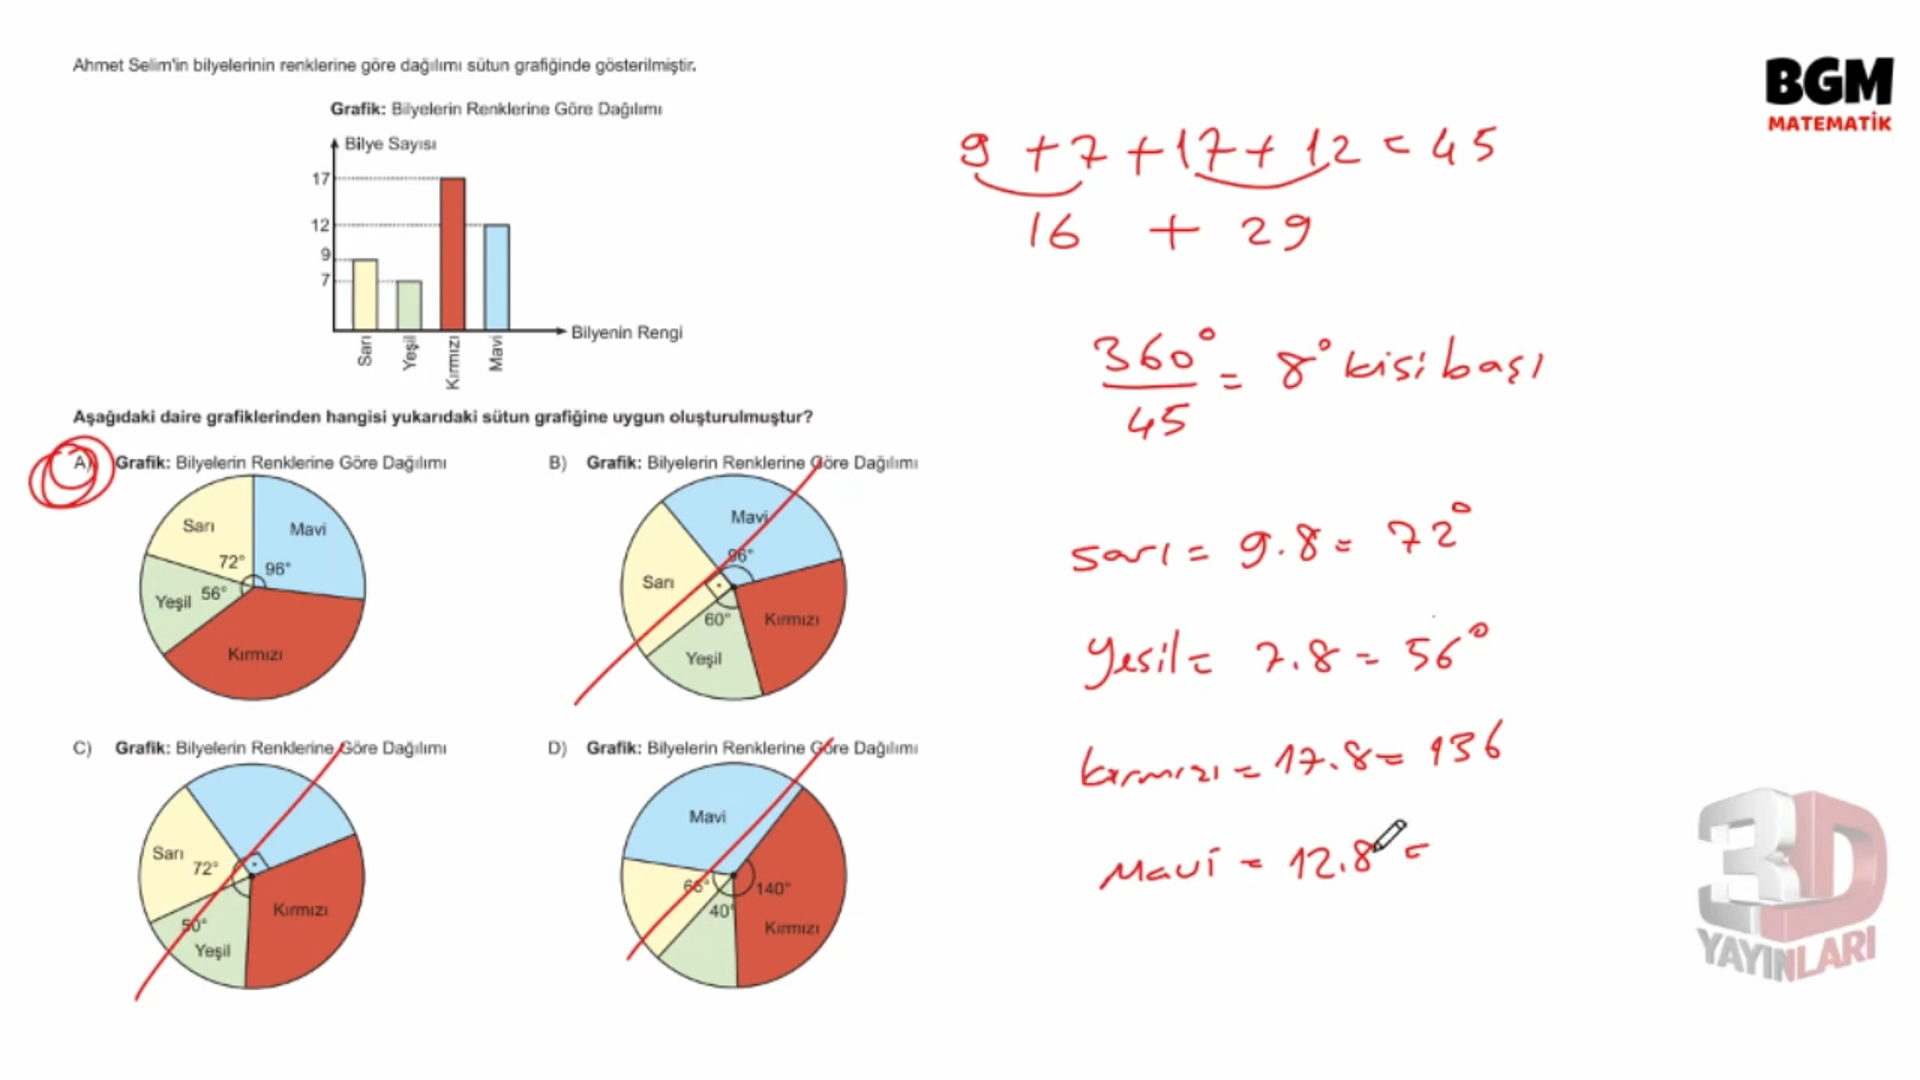 Ahmet Selim'in bilyelerinin renklerine göre dağılımı sütun grafiğinde gösterilmiştir.
Grafik: Bilyelerin Renklerine Göre Dağılımı
Bilye Sayısı
17
12
9
7
Bilyenin Rengi
Sarı
Yeşil
Kırmızı
Mavi
Aşağıdaki daire grafiklerinden hangisi yukarıdaki sütun grafiğine uygun oluşturulmuştur?
A) Grafik: Bilyelerin Renklerine Göre Dağılımı
Sarı
Mavi
72°
96°
Yeşil
56°
Kırmızı
B) Grafik: Bilyelerin Renklerine Göre Dağılımı
Mavi
96°
Sarı
60°
Kırmızı
Yeşil
C) Grafik: Bilyelerin Renklerine Göre Dağılımı
Sarı
72°
Kırmızı
50°
Yeşil
D) Grafik: Bilyelerin Renklerine Göre Dağılımı
Mavi
140°
40°
Kırmızı
BGM
MATEMATİK
9 + 7 + 17 + 12 = 45
16 + 29
360° = 8° kişi başı
45
sarı = 9.8 = 72°
yeşil = 7.8 = 56°
kırmızı = 17.8 = 136
Mavi = 12.8 =
3D
YAYINLARI